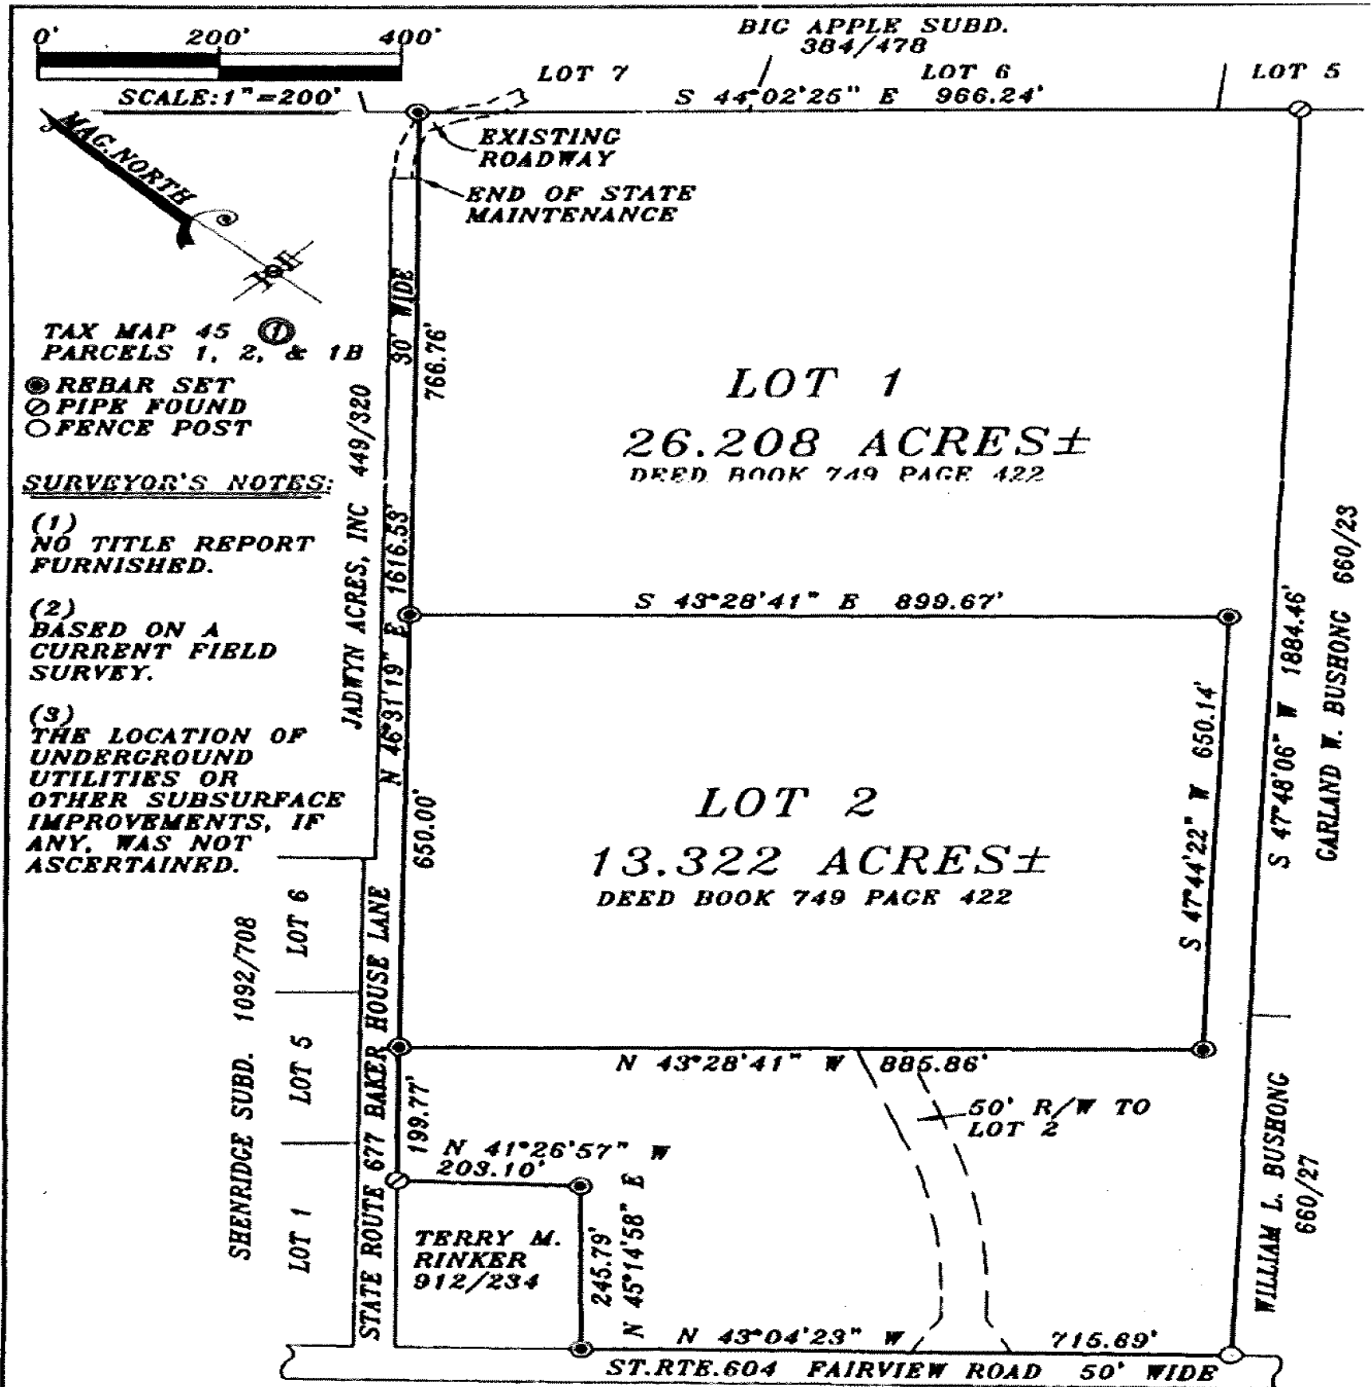 0' 200' 400'
SCALE:1"=200'
BIG APPLE SUBD.
384/478
LOT 7
LOT 6
LOT 5
S 44°02'25" E 966.24'
MAG.NORTH
EXISTING
ROADWAY
END OF STATE
MAINTENANCE
TAX MAP 45 ①
PARCELS 1, 2, & 1B
REBAR SET
PIPE FOUND
FENCE POST
SURVEYOR'S NOTES:
(1)
NO TITLE REPORT
FURNISHED.
(2)
BASED ON A
CURRENT FIELD
SURVEY.
(3)
THE LOCATION OF
UNDERGROUND
UTILITIES OR
OTHER SUBSURFACE
IMPROVEMENTS, IF
ANY, WAS NOT
ASCERTAINED.
30' WIDE
766.76'
JADWYN ACRES, INC 449/320
N 46°31'19" E 1616.53'
LOT 1
26.208 ACRES±
DEED BOOK 749 PAGE 422
S 43°28'41" E 899.67'
GARLAND W. BUSHONG 660/23
S 47°48'06" W 1884.46'
S 47°44'22" W 650.14'
650.00'
LOT 2
13.322 ACRES±
DEED BOOK 749 PAGE 422
SHENRIDGE SUBD. 1092/708
LOT 6
LOT 5
LOT 1
STATE ROUTE 677 BAKER HOUSE LANE
N 43°28'41" W 885.86'
199.77'
50' R/W TO
LOT 2
N 41°26'57" W
203.10'
TERRY M.
RINKER
912/234
245.79'
N 45°14'58" E
WILLIAM L. BUSHONG
660/27
N 43°04'23" W 715.69'
ST.RTE.604 FAIRVIEW ROAD 50' WIDE